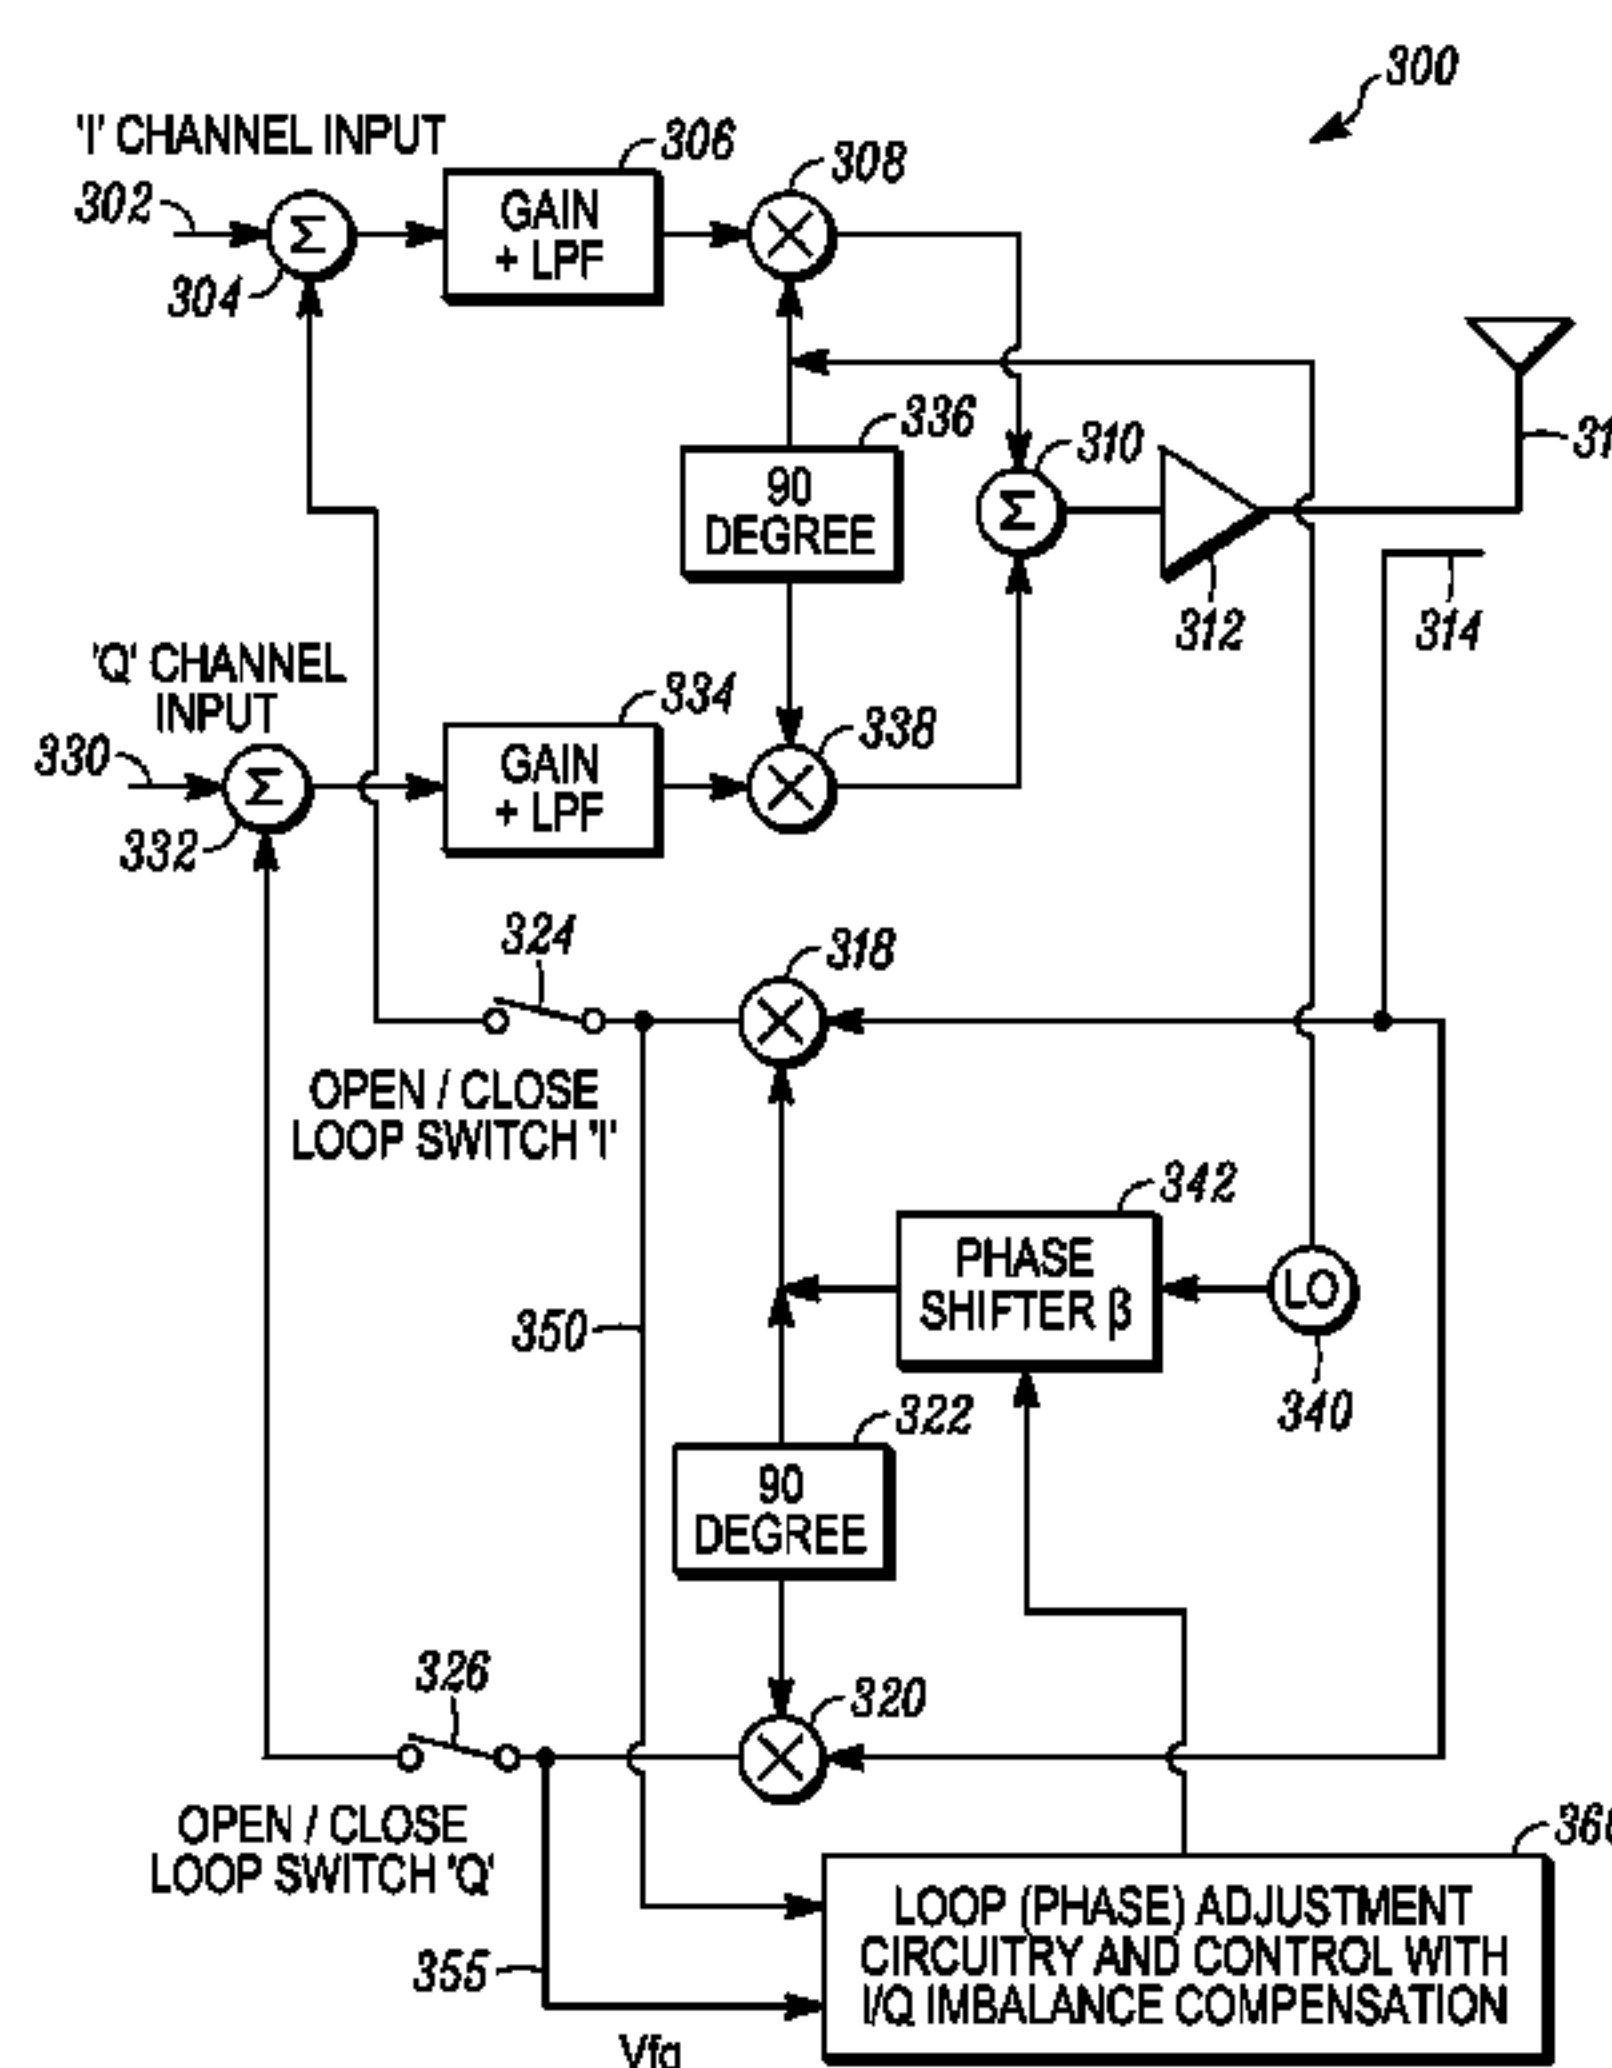 300
'I' CHANNEL INPUT
306
308
302
Σ
GAIN
+ LPF
304
336
310
90
DEGREE
Σ
312
314
'Q' CHANNEL
INPUT
334
338
330
Σ
GAIN
+ LPF
332
324
318
OPEN / CLOSE
LOOP SWITCH 'I'
342
PHASE
SHIFTER β
LO
350
340
322
90
DEGREE
326
320
OPEN / CLOSE
LOOP SWITCH 'Q'
LOOP (PHASE) ADJUSTMENT
CIRCUITRY AND CONTROL WITH
I/Q IMBALANCE COMPENSATION
355